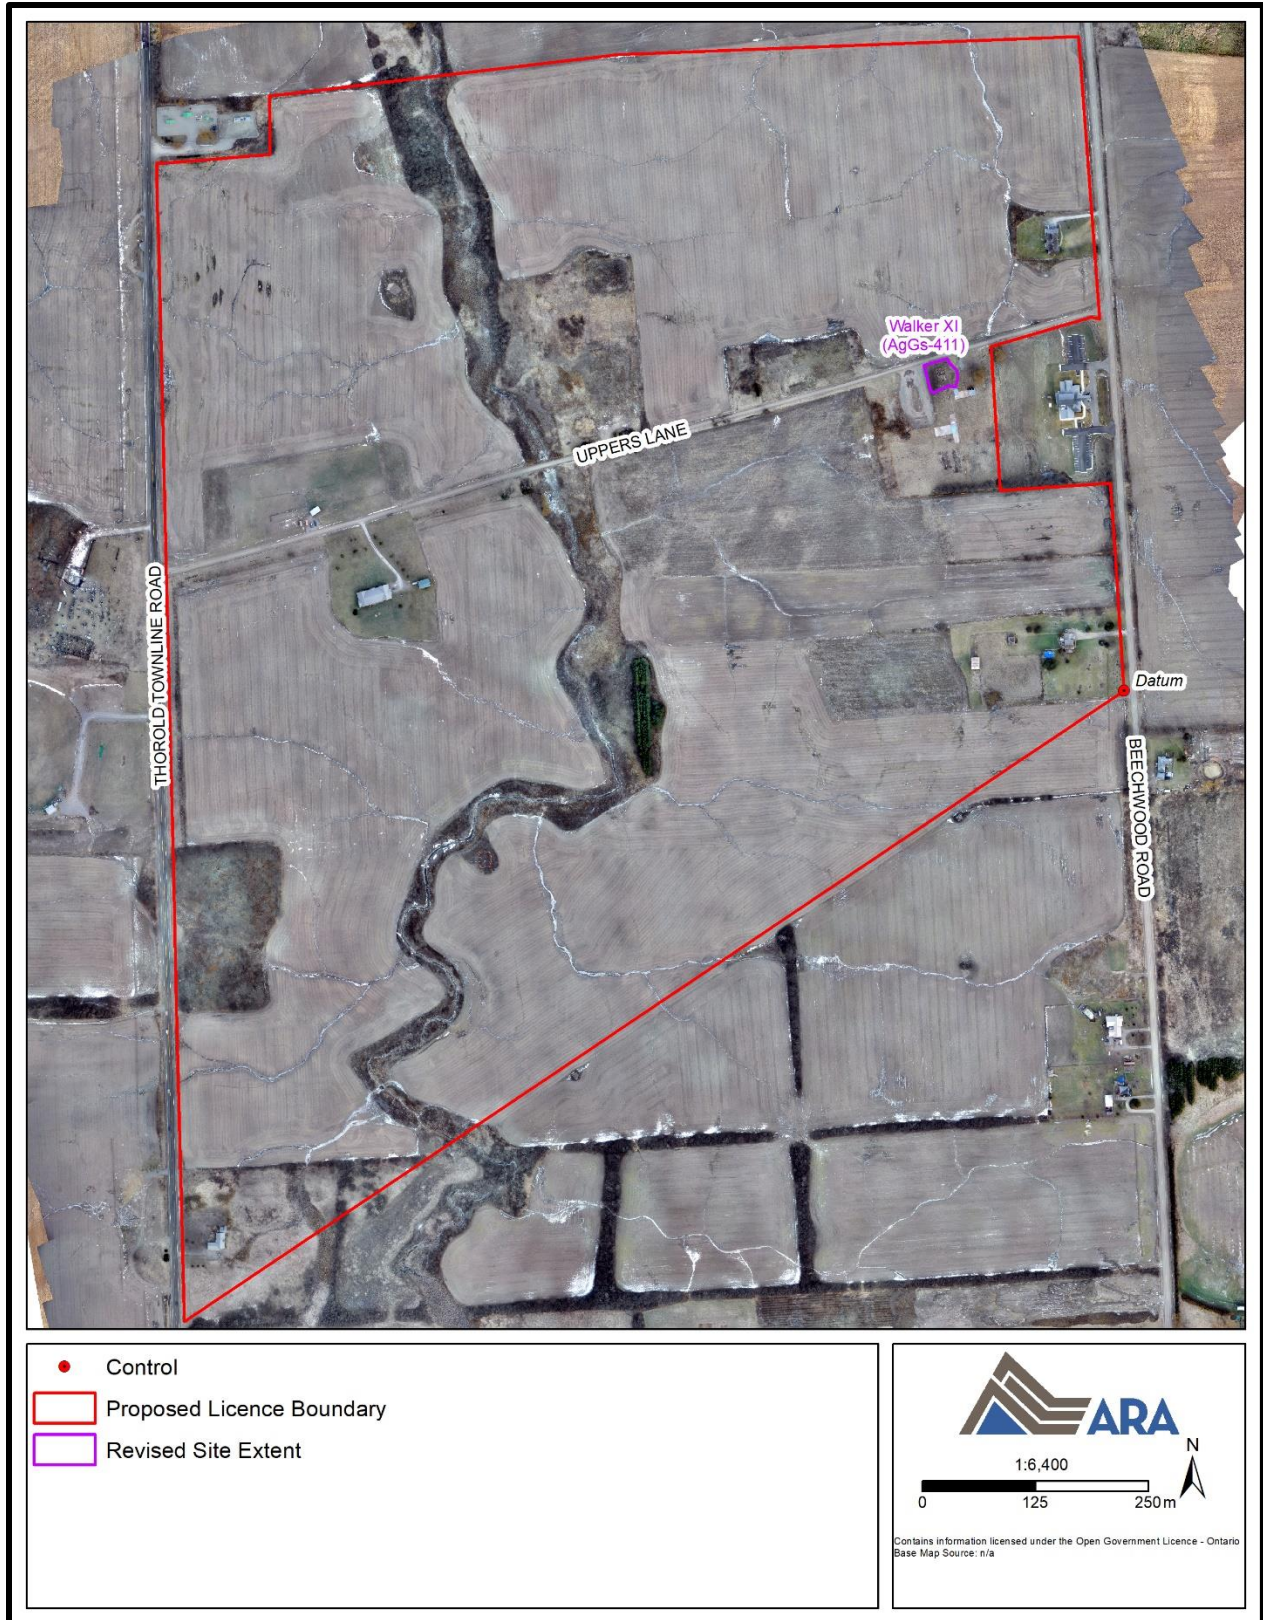 Walker XI
(AgGs-411)
UPPERS LANE
THOROLD TOWNLINE ROAD
Datum
BEECHWOOD ROAD
Control
Proposed Licence Boundary
Revised Site Extent
ARA
N
1:6,400
0 125 250 m
Contains information licensed under the Open Government Licence - Ontario
Base Map Source: n/a